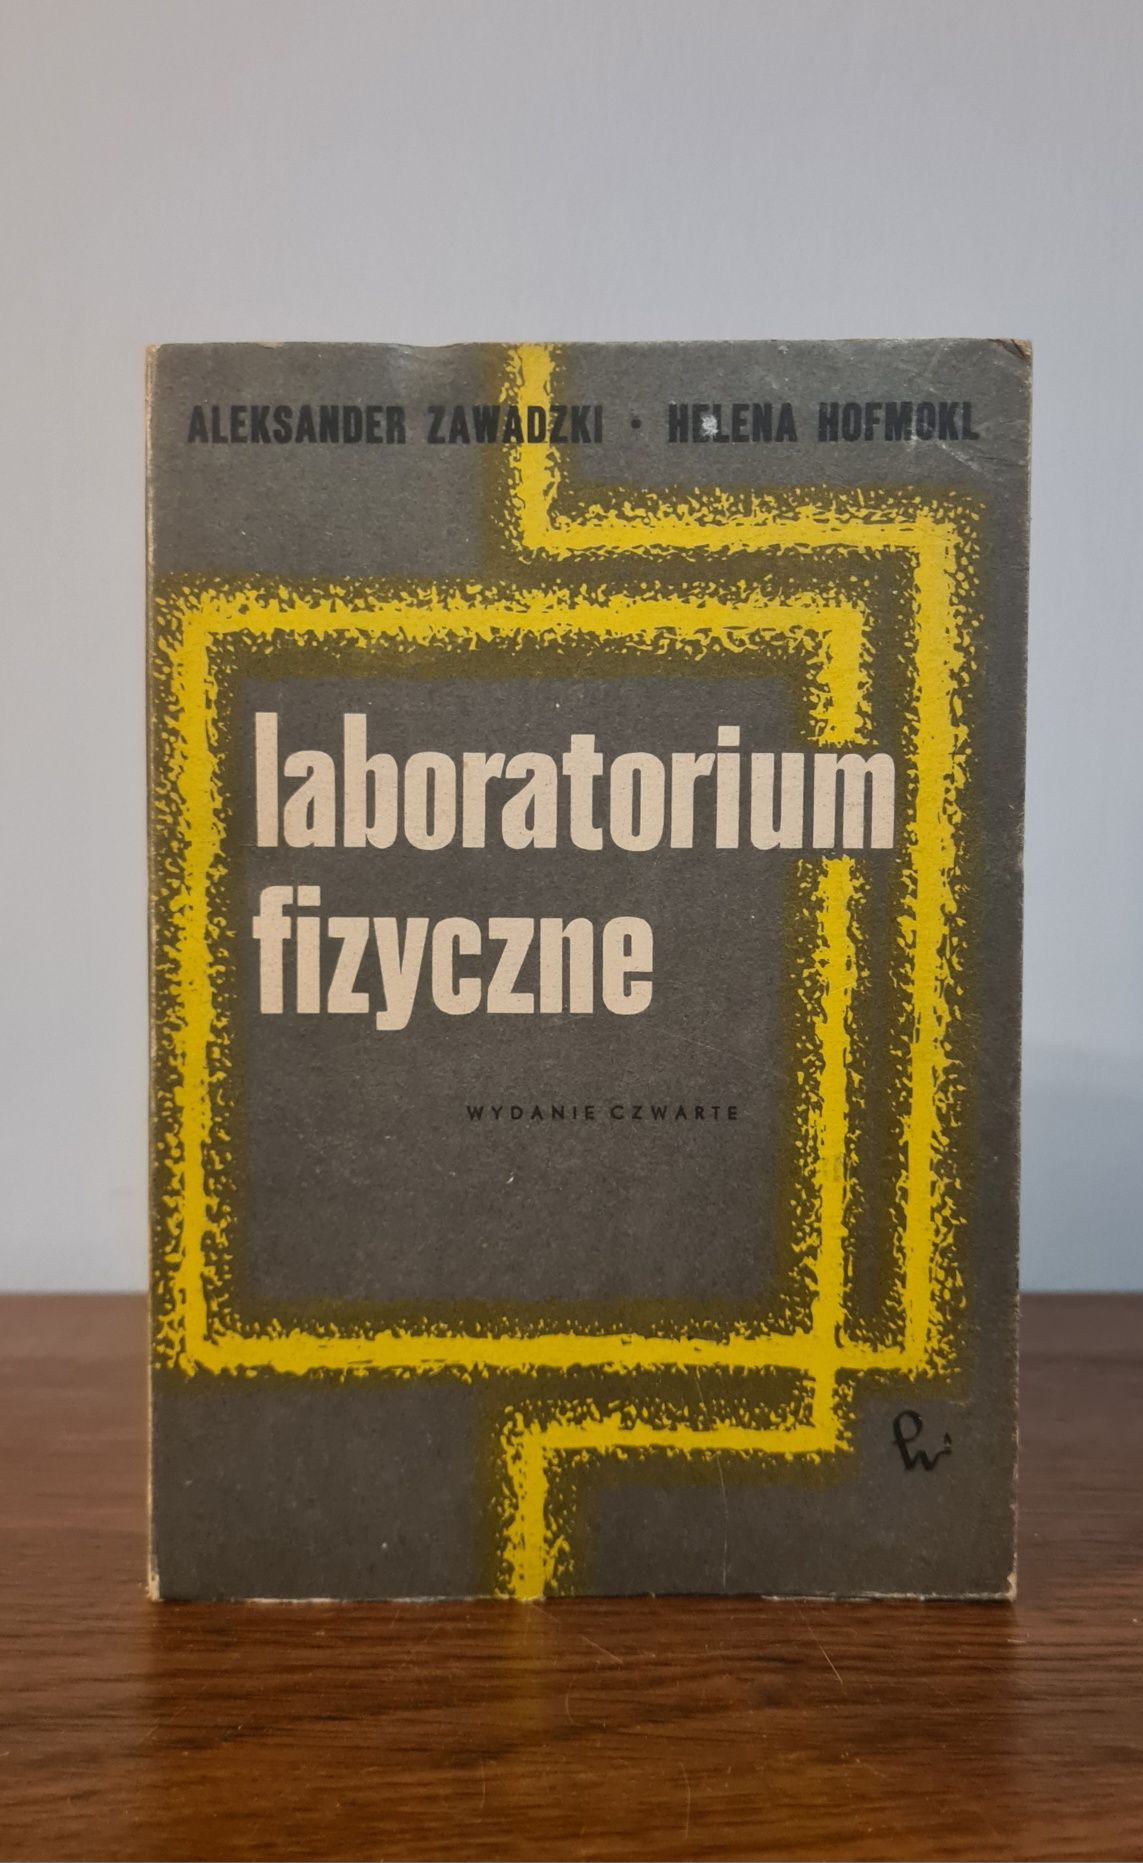 ALEKSANDER ZAWADZKI • HELENA HOFMOKL
laboratorium
fizyczne
WYDANIE CZWARTE